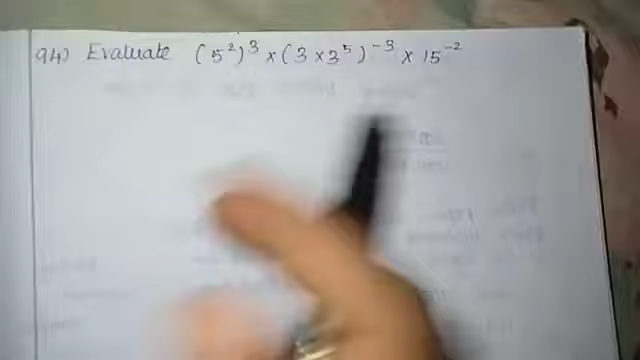 94) Evaluate (5²)³ × (3 × 3⁵)⁻³ × 15⁻²